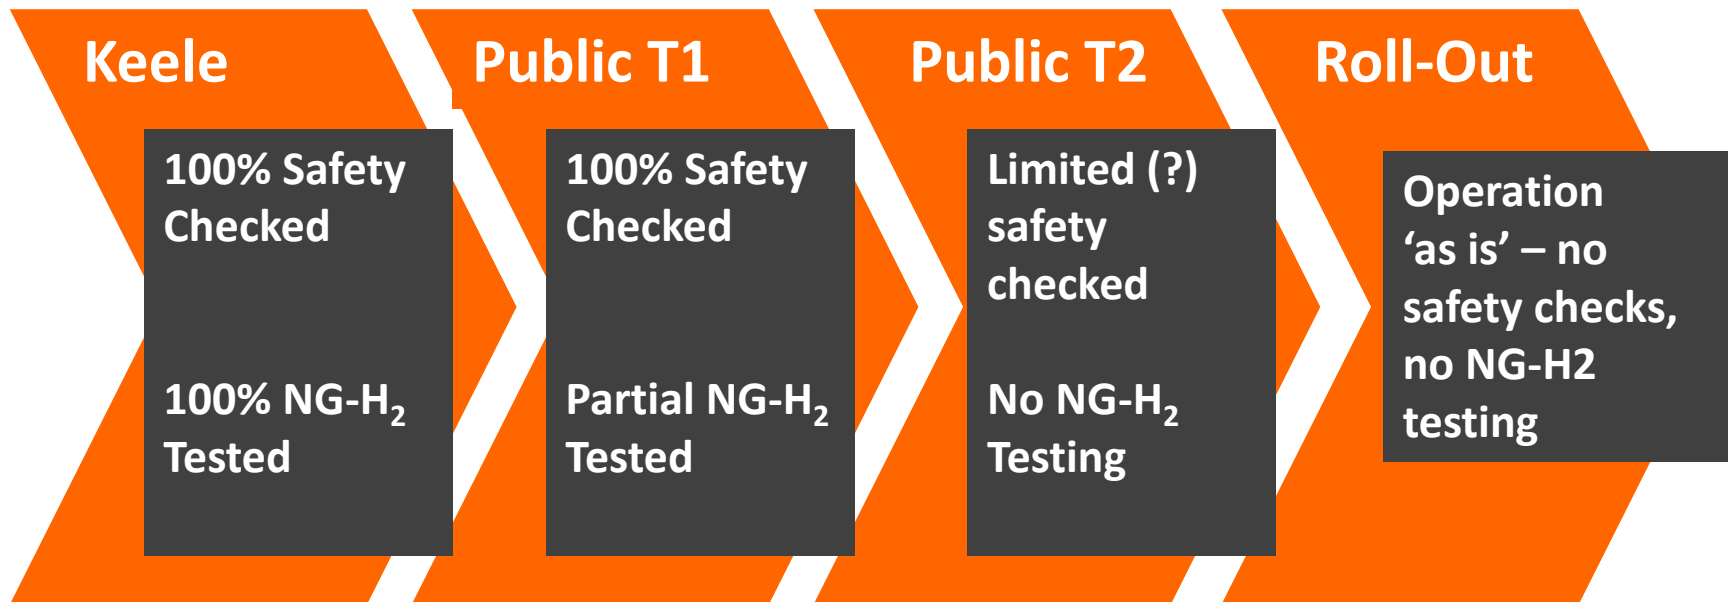 Keele
100% Safety
Checked
100% NG-H₂
Tested
Public T1
100% Safety
Checked
Partial NG-H₂
Tested
Public T2
Limited (?)
safety
checked
No NG-H₂
Testing
Roll-Out
Operation
‘as is’ – no
safety checks,
no NG-H2
testing